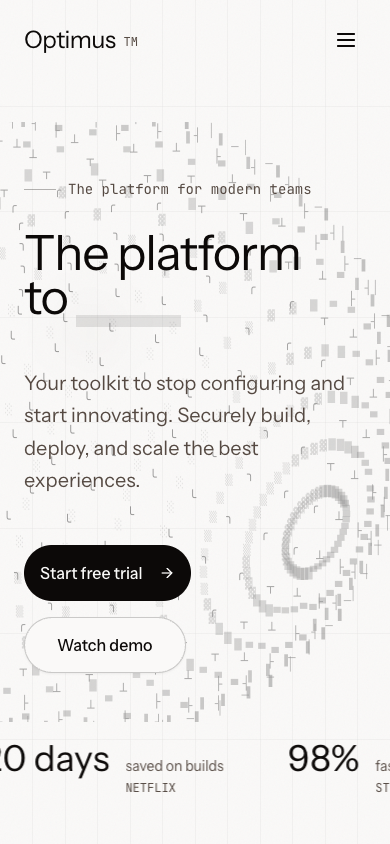 Optimus TM
The platform for modern teams
The platform
to
Your toolkit to stop configuring and
start innovating. Securely build,
deploy, and scale the best
experiences.
Start free trial →
Watch demo
20 days saved on builds
NETFLIX
98%